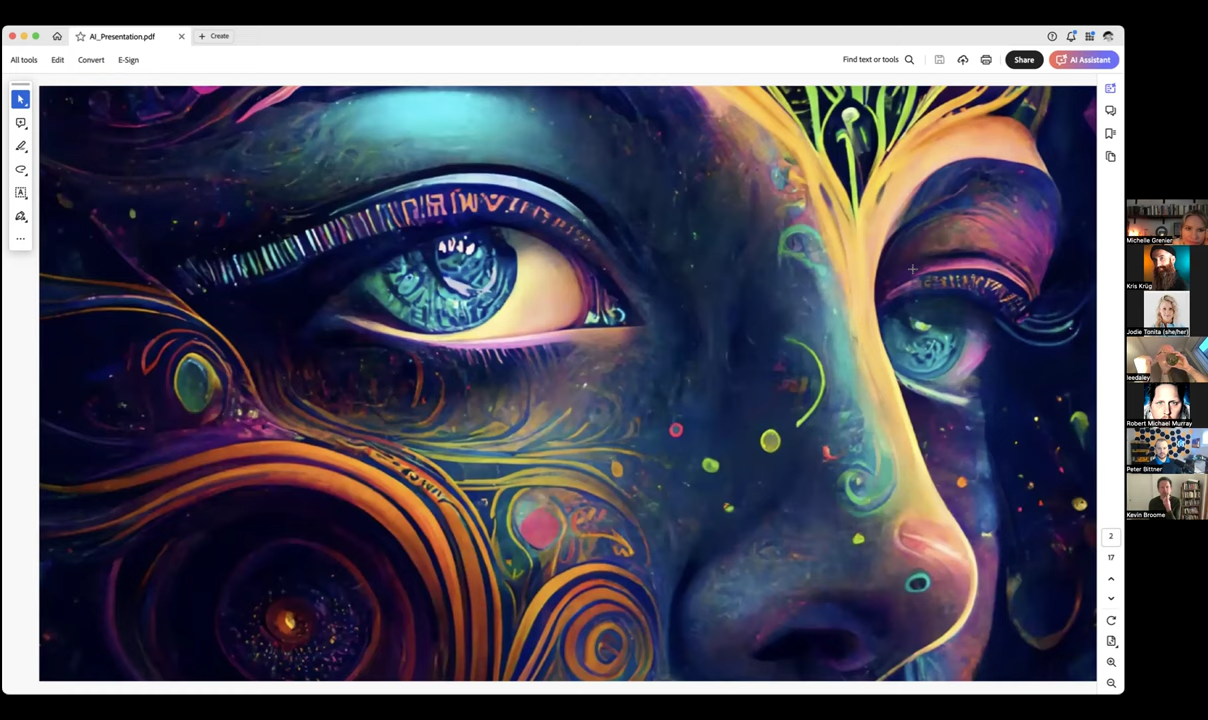 AI_Presentation.pdf
Create
All tools
Edit
Convert
E-Sign
Find text or tools
Share
AI Assistant
Michelle Grenier
Kris Krüg
Jodie Tonita (she/her)
leedaley
Robert Michael Murray
Peter Bittner
Kevin Broome
2
17